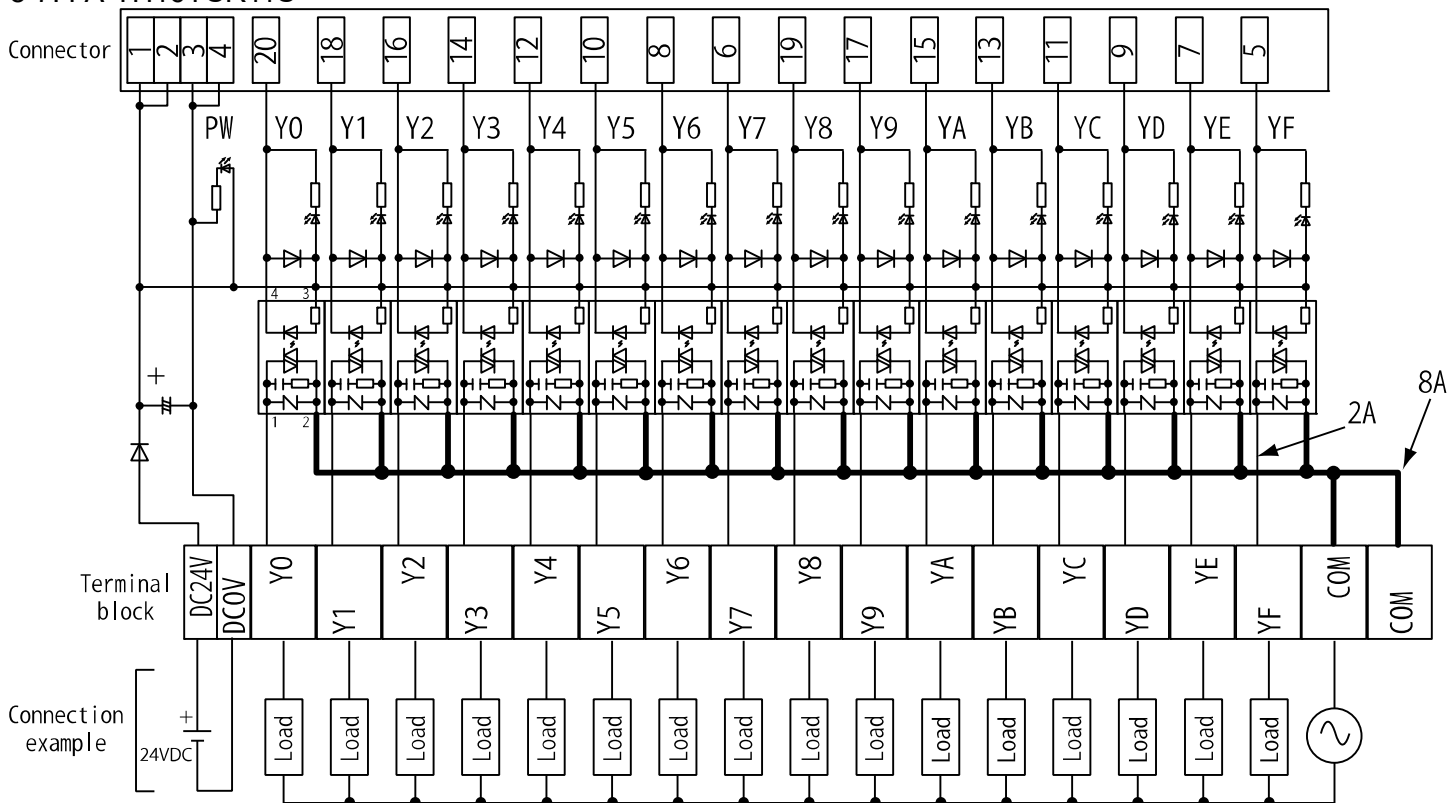 Connector 1 2 3 4 20 18 16 14 12 10 8 6 19 17 15 13 11 9 7 5
PW Y0 Y1 Y2 Y3 Y4 Y5 Y6 Y7 Y8 Y9 YA YB YC YD YE YF
4 3
+
1 2
8A
2A
Terminal block
DC24V DC0V Y0 Y1 Y2 Y3 Y4 Y5 Y6 Y7 Y8 Y9 YA YB YC YD YE YF COM COM
Connection example
+
24VDC
Load Load Load Load Load Load Load Load Load Load Load Load Load Load Load Load